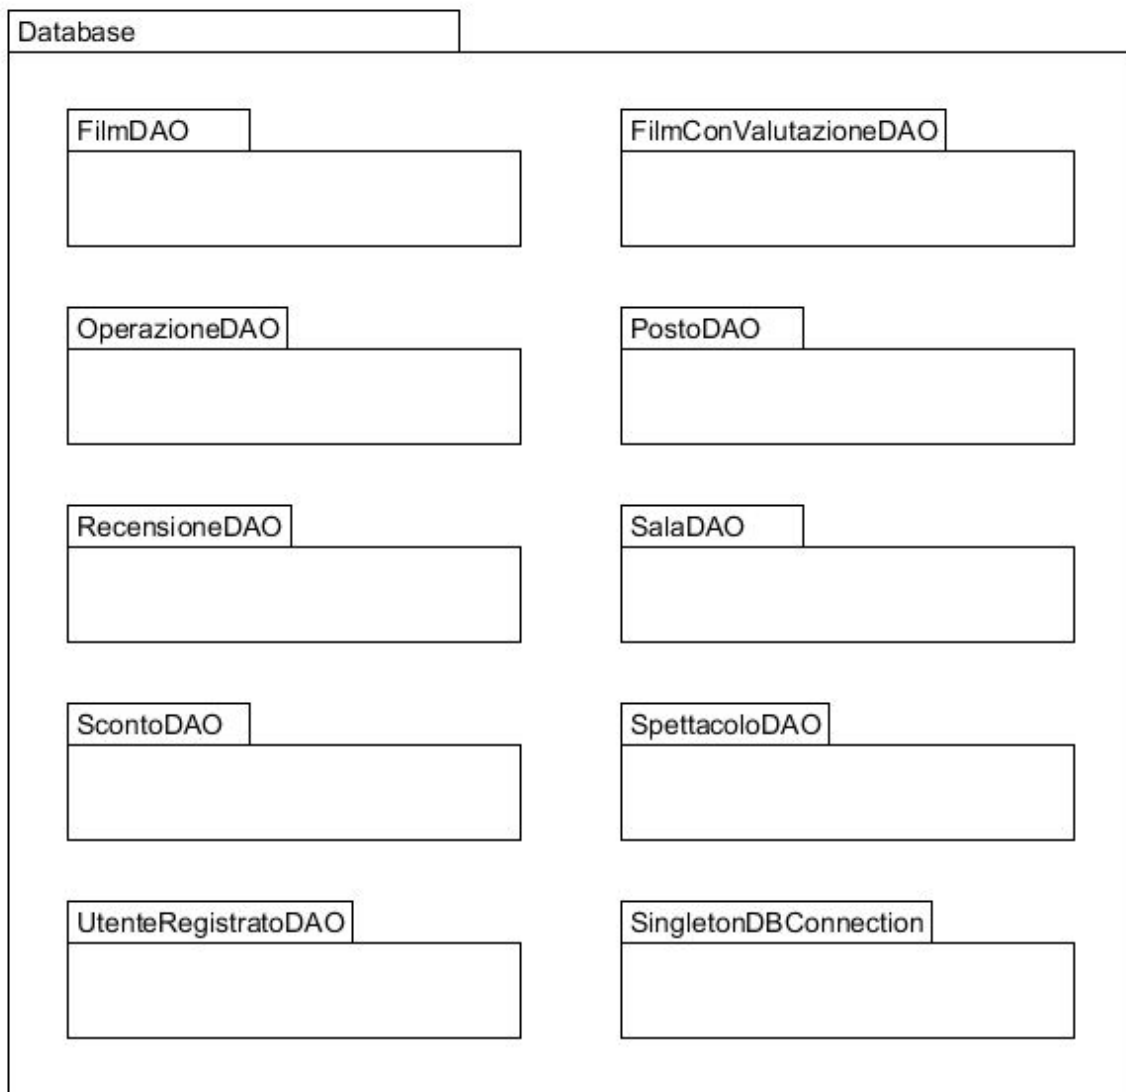 Database
FilmDAO
FilmConValutazioneDAO
OperazioneDAO
PostoDAO
RecensioneDAO
SalaDAO
ScontoDAO
SpettacoloDAO
UtenteRegistratoDAO
SingletonDBConnection